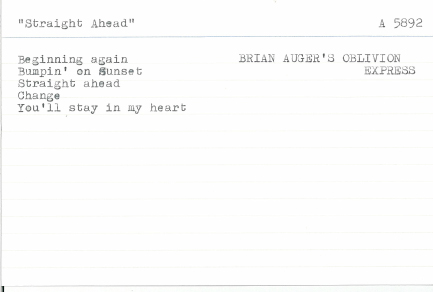 "Straight Ahead" A 5892
Beginning again BRIAN AUGER'S OBLIVION
Bumpin' on Sunset EXPRESS
Straight ahead
Change
You'll stay in my heart